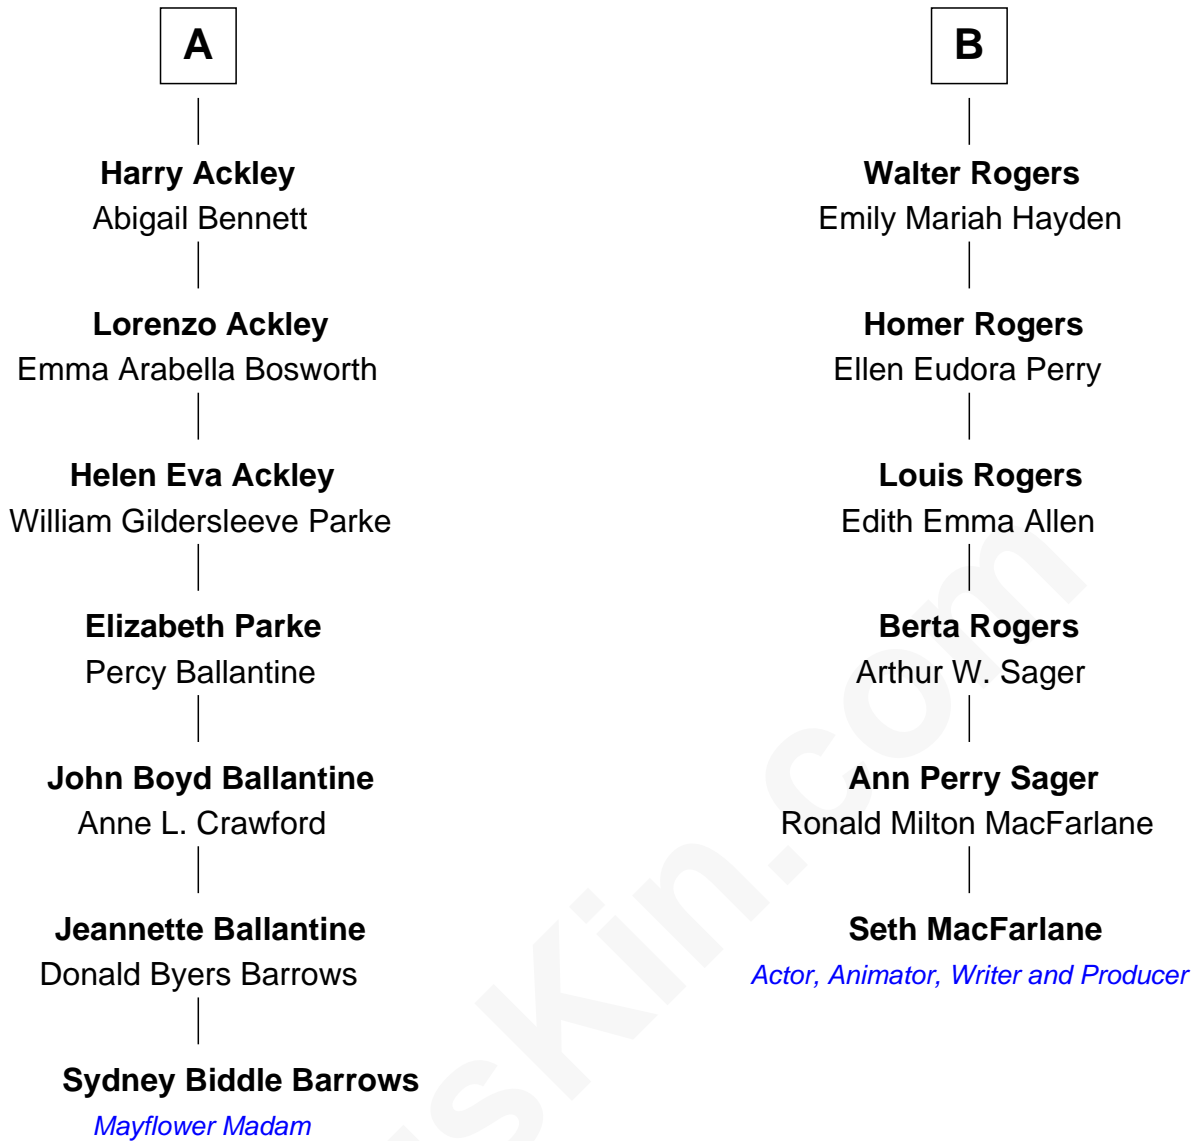 A
Harry Ackley
Abigail Bennett
Lorenzo Ackley
Emma Arabella Bosworth
Helen Eva Ackley
William Gildersleeve Parke
Elizabeth Parke
Percy Ballantine
John Boyd Ballantine
Anne L. Crawford
Jeannette Ballantine
Donald Byers Barrows
Sydney Biddle Barrows
Mayflower Madam
B
Walter Rogers
Emily Mariah Hayden
Homer Rogers
Ellen Eudora Perry
Louis Rogers
Edith Emma Allen
Berta Rogers
Arthur W. Sager
Ann Perry Sager
Ronald Milton MacFarlane
Seth MacFarlane
Actor, Animator, Writer and Producer